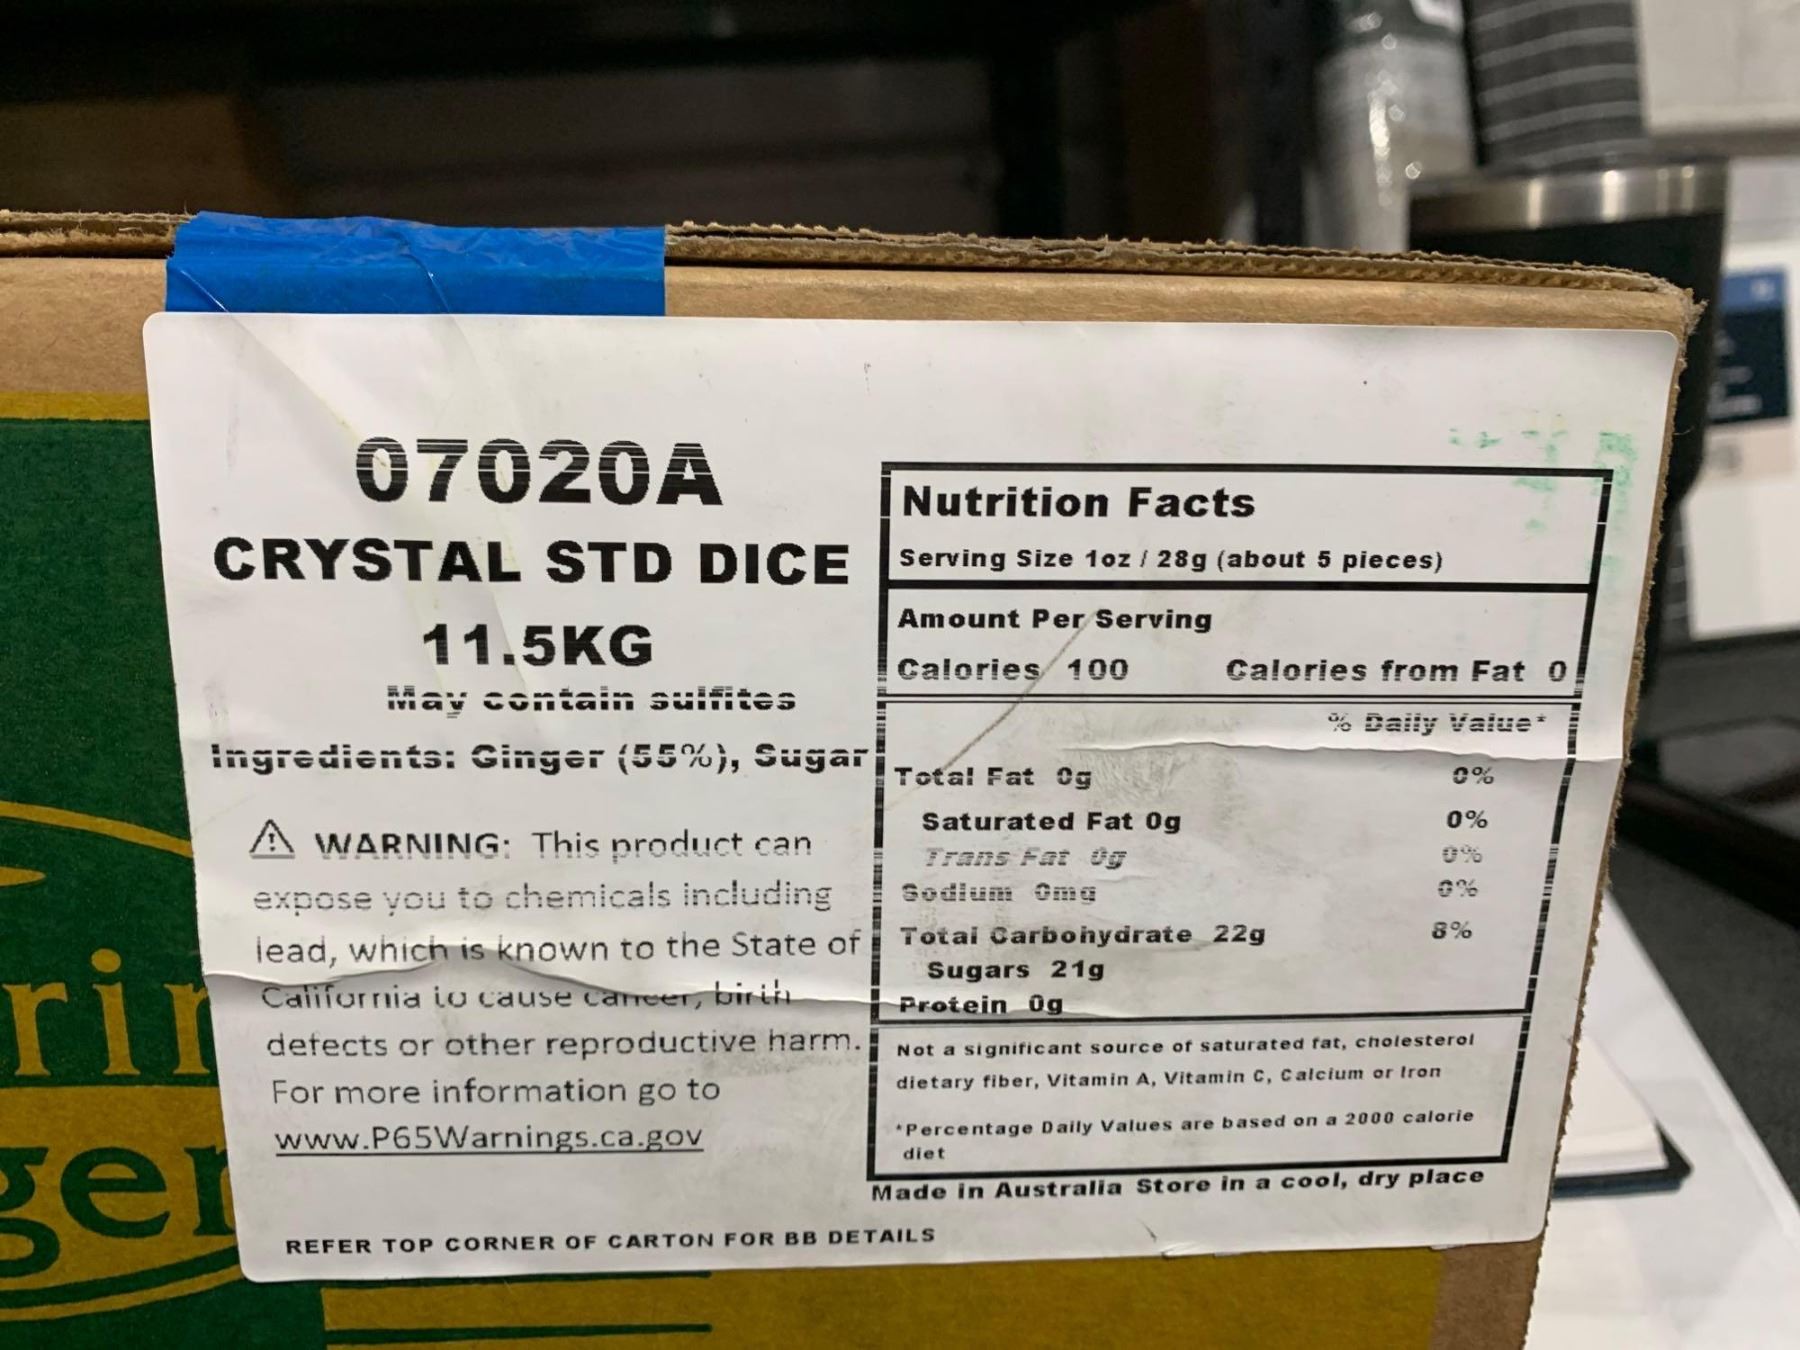 07020A
CRYSTAL STD DICE
11.5KG
May contain sulfites
Ingredients: Ginger (55%), Sugar
⚠ WARNING: This product can
expose you to chemicals including
lead, which is known to the State of
California to cause cancer, birth
defects or other reproductive harm.
For more information go to
www.P65Warnings.ca.gov
REFER TOP CORNER OF CARTON FOR BB DETAILS
Nutrition Facts
Serving Size 1oz / 28g (about 5 pieces)
Amount Per Serving
Calories 100 Calories from Fat 0
% Daily Value*
Total Fat 0g 0%
Saturated Fat 0g 0%
Trans Fat 0g 0%
Sodium 0mg 0%
Total Carbohydrate 22g 8%
Sugars 21g
Protein 0g
Not a significant source of saturated fat, cholesterol
dietary fiber, Vitamin A, Vitamin C, Calcium or Iron
*Percentage Daily Values are based on a 2000 calorie
diet
Made in Australia Store in a cool, dry place
rin
ger